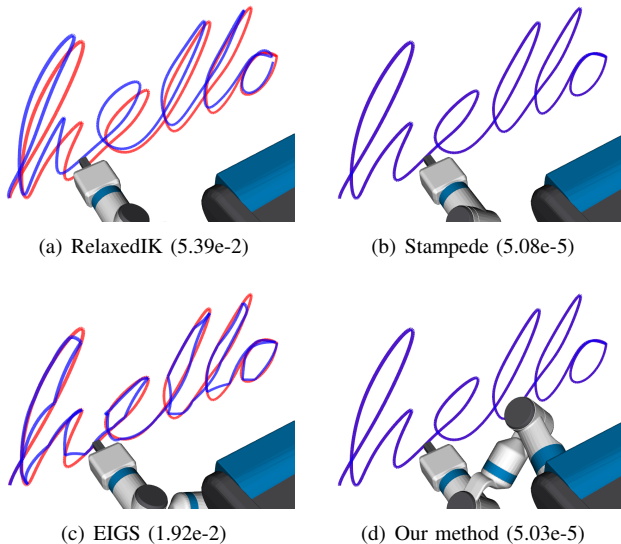 hello
hello
(a) RelaxedIK (5.39e-2)
(b) Stampede (5.08e-5)
hello
hello
(c) EIGS (1.92e-2)
(d) Our method (5.03e-5)